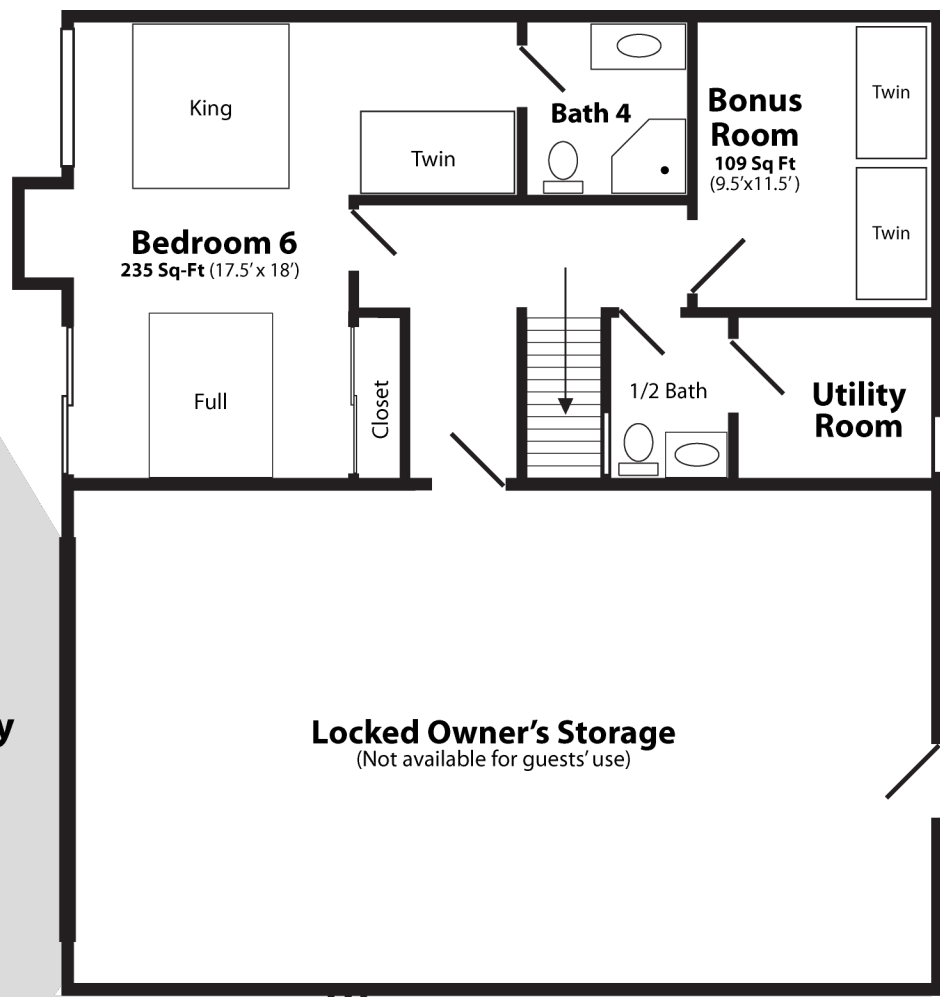 King
Twin
Bath 4
Bonus
Room
109 Sq Ft
(9.5'x11.5')
Twin
Twin
Bedroom 6
235 Sq-Ft (17.5' x 18')
Full
Closet
1/2 Bath
Utility
Room
Locked Owner's Storage
(Not available for guests' use)
y